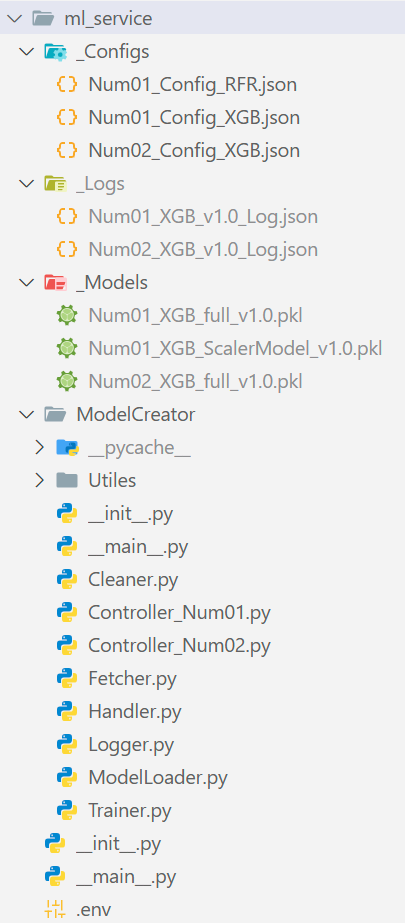 ml_service
_Configs
Num01_Config_RFR.json
Num01_Config_XGB.json
Num02_Config_XGB.json
_Logs
Num01_XGB_v1.0_Log.json
Num02_XGB_v1.0_Log.json
_Models
Num01_XGB_full_v1.0.pkl
Num01_XGB_ScalerModel_v1.0.pkl
Num02_XGB_full_v1.0.pkl
ModelCreator
__pycache__
Utiles
__init__.py
__main__.py
Cleaner.py
Controller_Num01.py
Controller_Num02.py
Fetcher.py
Handler.py
Logger.py
ModelLoader.py
Trainer.py
__init__.py
__main__.py
.env